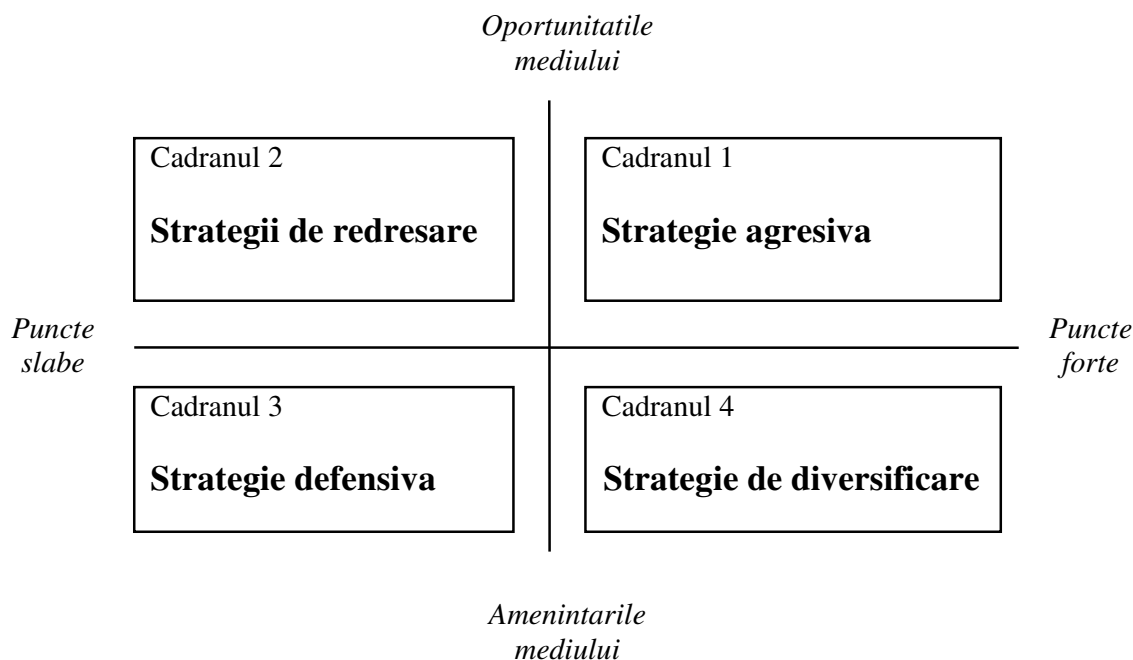 Oportunitatile
mediului
Cadranul 2
Strategii de redresare
Cadranul 1
Strategie agresiva
Puncte
slabe
Puncte
forte
Cadranul 3
Strategie defensiva
Cadranul 4
Strategie de diversificare
Amenintarile
mediului